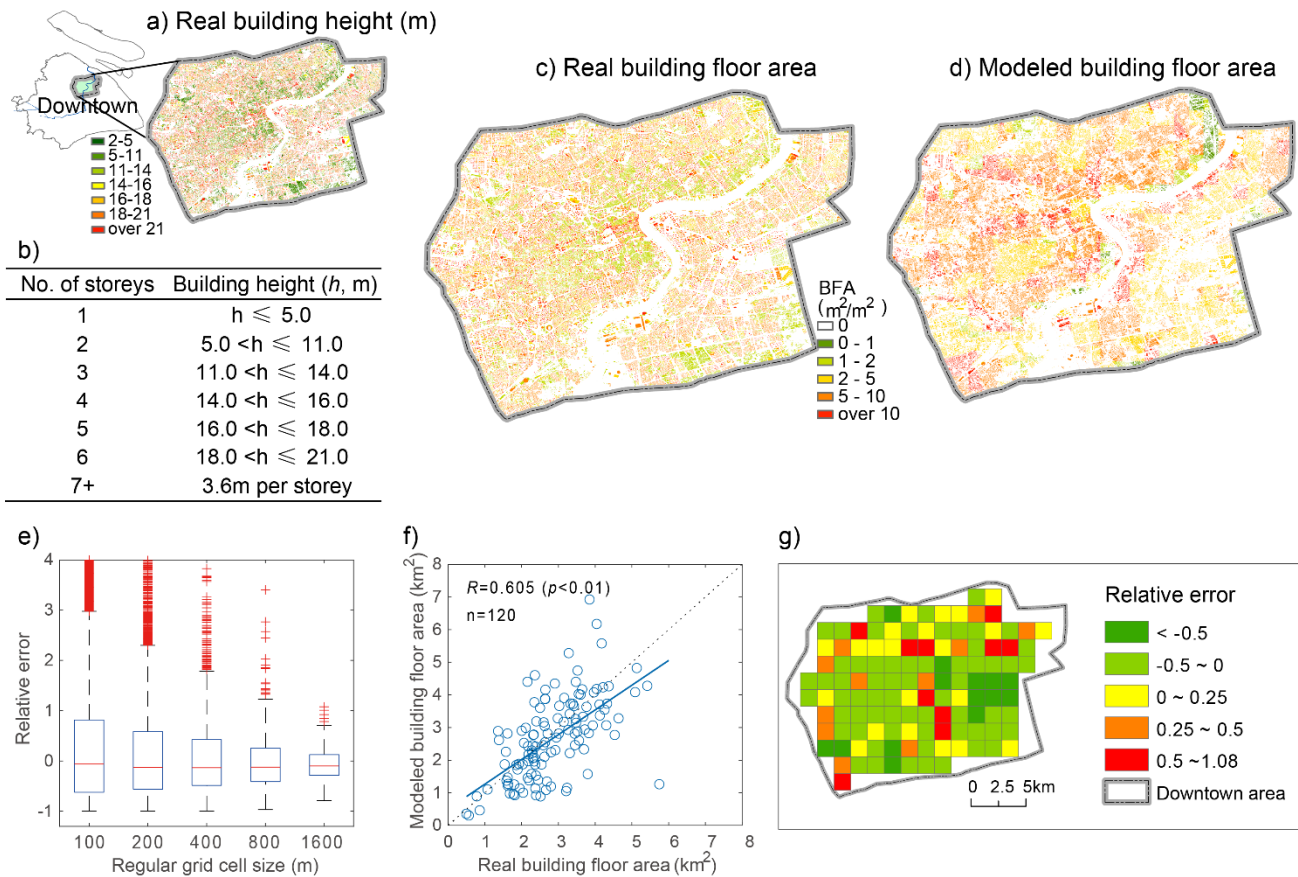 a) Real building height (m)
Downtown
2-5
5-11
11-14
14-16
16-18
18-21
over 21
b)
No. of storeys Building height (h, m)
1 h ≤ 5.0
2 5.0 <h ≤ 11.0
3 11.0 <h ≤ 14.0
4 14.0 <h ≤ 16.0
5 16.0 <h ≤ 18.0
6 18.0 <h ≤ 21.0
7+ 3.6m per storey
c) Real building floor area
BFA
(m²/m²)
0
0 - 1
1 - 2
2 - 5
5 - 10
over 10
d) Modeled building floor area
e)
Relative error
4
3
2
1
0
-1
100 200 400 800 1600
Regular grid cell size (m)
f)
Modeled building floor area (km²)
8
7
6
5
4
3
2
1
0
R=0.605 (p<0.01)
n=120
0 1 2 3 4 5 6 7 8
Real building floor area (km²)
g)
Relative error
< -0.5
-0.5 ~ 0
0 ~ 0.25
0.25 ~ 0.5
0.5 ~1.08
Downtown area
0 2.5 5km